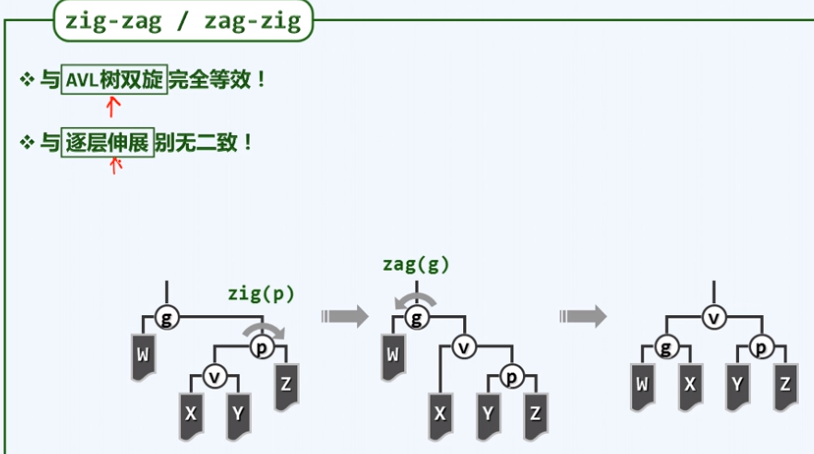 zig-zag / zag-zig
❖ 与AVL树双旋完全等效！
❖ 与逐层伸展别无二致！
zag(g)
zig(p)
g g v
W p W v g p
v Z X p W X Y Z
X Y Y Z